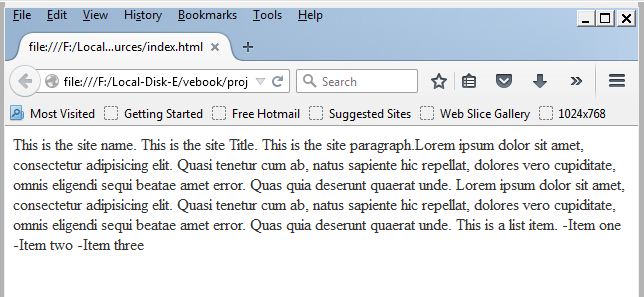 File Edit View History Bookmarks Tools Help
file:///F:/Local...urces/index.html
file:///F:/Local-Disk-E/vebook/proj
Search
Most Visited Getting Started Free Hotmail Suggested Sites Web Slice Gallery 1024x768
This is the site name. This is the site Title. This is the site paragraph.Lorem ipsum dolor sit amet,
consectetur adipisicing elit. Quasi tenetur cum ab, natus sapiente hic repellat, dolores vero cupiditate,
omnis eligendi sequi beatae amet error. Quas quia deserunt quaerat unde. Lorem ipsum dolor sit amet,
consectetur adipisicing elit. Quasi tenetur cum ab, natus sapiente hic repellat, dolores vero cupiditate,
omnis eligendi sequi beatae amet error. Quas quia deserunt quaerat unde. This is a list item. -Item one
-Item two -Item three